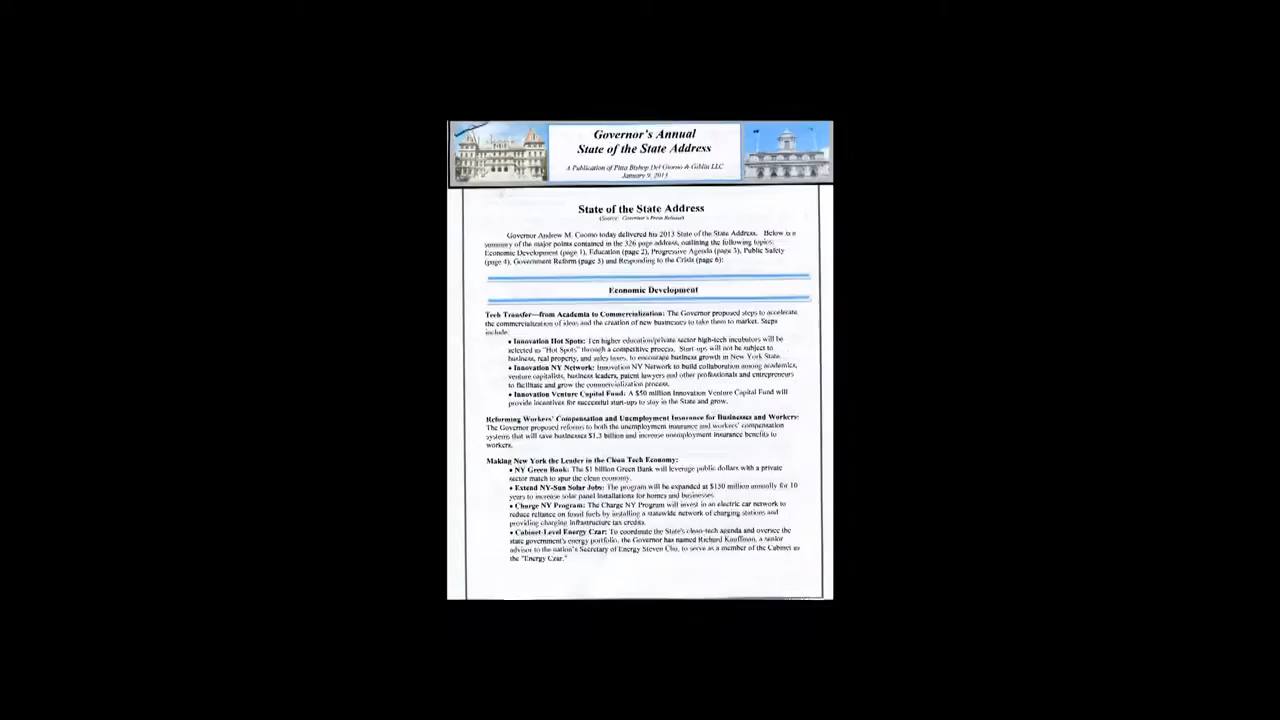 Governor's Annual
State of the State Address
A Publication of Pitta Bishop Del Giorno & Giblin LLC
January 9, 2013
State of the State Address
(Source: Governor's Press Release)
Governor Andrew M. Cuomo today delivered his 2013 State of the State Address. Below is a
summary of the major points contained in the 326 page address, outlining the following topics:
Economic Development (page 1), Education (page 2), Progressive Agenda (page 3), Public Safety
(page 4), Government Reform (page 5) and Responding to the Crisis (page 6):
Economic Development
Tech Transfer—from Academia to Commercialization: The Governor proposed steps to accelerate
the commercialization of ideas and the creation of new businesses to take them to market. Steps
include:
• Innovation Hot Spots: Ten higher education/private sector high-tech incubators will be
selected as "Hot Spots" through a competitive process. Start-ups will not be subject to
business, real property, and sales taxes, to encourage business growth in New York State.
• Innovation NY Network: Innovation NY Network to build collaboration among academics,
venture capitalists, business leaders, patent lawyers and other professionals and entrepreneurs
to facilitate and grow the commercialization process.
• Innovation Venture Capital Fund: A $50 million Innovation Venture Capital Fund will
provide incentives for successful start-ups to stay in the State and grow.
Reforming Workers' Compensation and Unemployment Insurance for Businesses and Workers:
The Governor proposed reforms to both the unemployment insurance and workers' compensation
systems that will save businesses $1.3 billion and increase unemployment insurance benefits to
workers.
Making New York the Leader in the Clean Tech Economy:
• NY Green Bank: The $1 billion Green Bank will leverage public dollars with a private
sector match to spur the clean economy.
• Extend NY-Sun Solar Jobs: The program will be expanded at $150 million annually for 10
years to increase solar panel installations for homes and businesses.
• Charge NY Program: The Charge NY Program will invest in an electric car network to
reduce reliance on fossil fuels by installing a statewide network of charging stations and
providing charging infrastructure tax credits.
• Cabinet-Level Energy Czar: To coordinate the State's clean-tech agenda and oversee the
state government's energy portfolio, the Governor has named Richard Kauffman, a senior
advisor to the nation's Secretary of Energy Steven Chu, to serve as a member of the Cabinet as
the "Energy Czar."